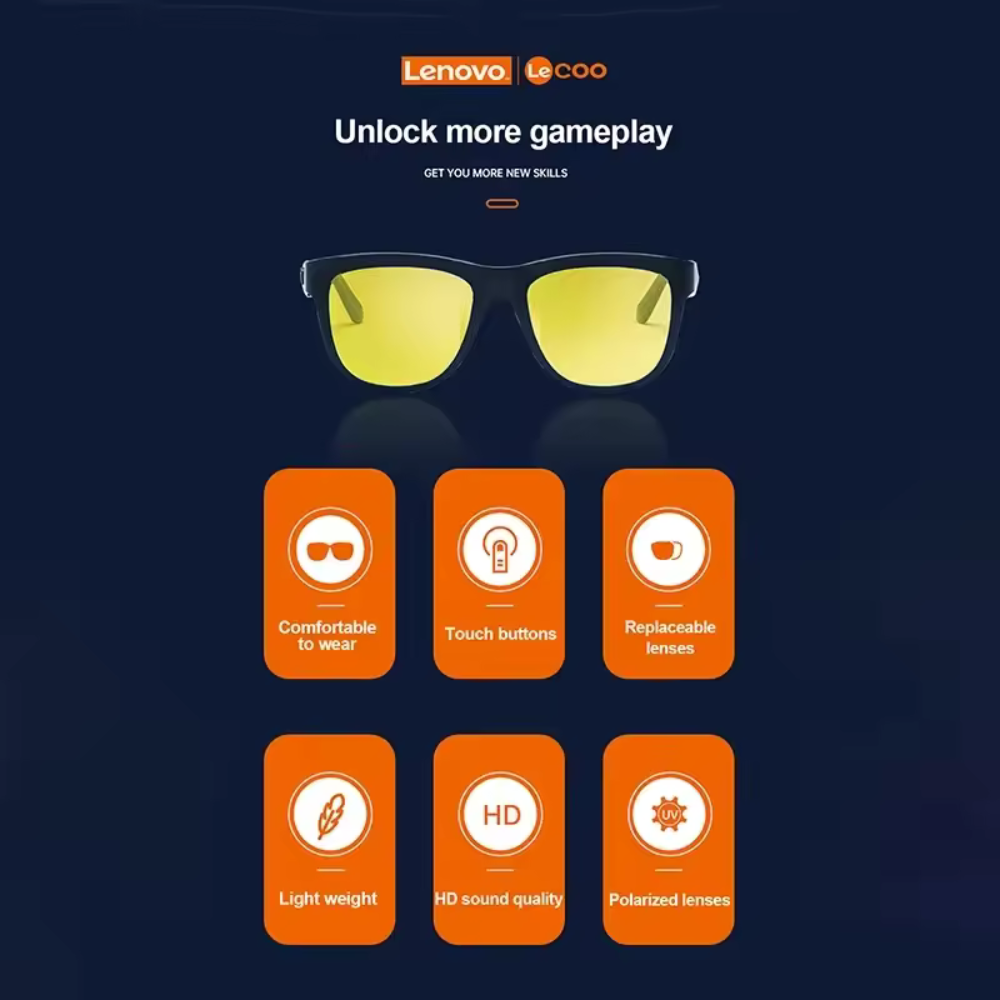 Lenovo. Lecoo
Unlock more gameplay
GET YOU MORE NEW SKILLS
Comfortable
to wear
Touch buttons
Replaceable
lenses
Light weight
HD
HD sound quality
UV
Polarized lenses